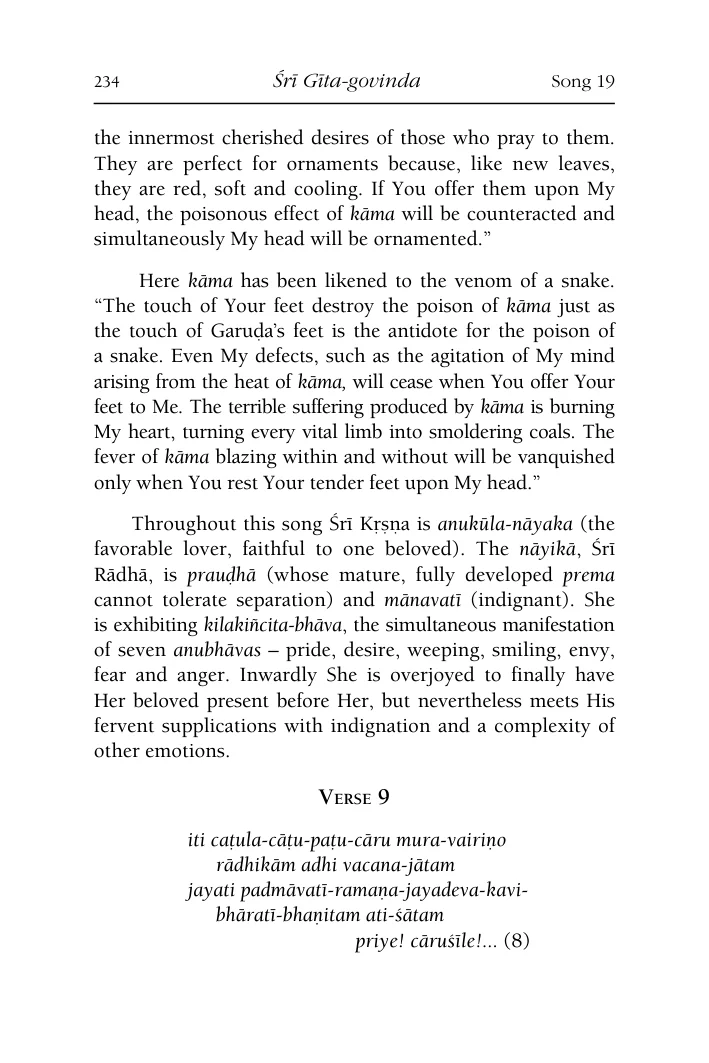 234 Śrī Gīta-govinda Song 19
the innermost cherished desires of those who pray to them.
They are perfect for ornaments because, like new leaves,
they are red, soft and cooling. If You offer them upon My
head, the poisonous effect of kāma will be counteracted and
simultaneously My head will be ornamented.”
Here kāma has been likened to the venom of a snake.
“The touch of Your feet destroy the poison of kāma just as
the touch of Garuḍa’s feet is the antidote for the poison of
a snake. Even My defects, such as the agitation of My mind
arising from the heat of kāma, will cease when You offer Your
feet to Me. The terrible suffering produced by kāma is burning
My heart, turning every vital limb into smoldering coals. The
fever of kāma blazing within and without will be vanquished
only when You rest Your tender feet upon My head.”
Throughout this song Śrī Kṛṣṇa is anukūla-nāyaka (the
favorable lover, faithful to one beloved). The nāyikā, Śrī
Rādhā, is prauḍhā (whose mature, fully developed prema
cannot tolerate separation) and mānavatī (indignant). She
is exhibiting kilakiñcita-bhāva, the simultaneous manifestation
of seven anubhāvas – pride, desire, weeping, smiling, envy,
fear and anger. Inwardly She is overjoyed to finally have
Her beloved present before Her, but nevertheless meets His
fervent supplications with indignation and a complexity of
other emotions.
Verse 9
iti caṭula-cāṭu-paṭu-cāru mura-vairiṇo
rādhikām adhi vacana-jātam
jayati padmāvatī-ramaṇa-jayadeva-kavi-
bhāratī-bhaṇitam ati-śātam
priye! cāruśīle!... (8)